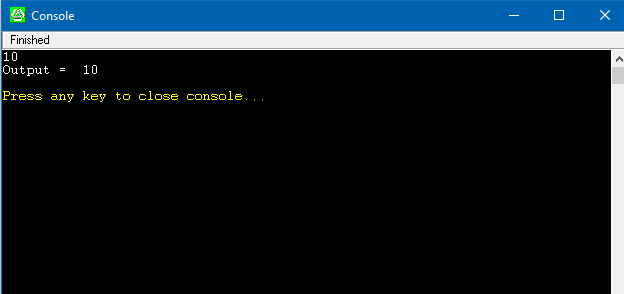 Console
Finished
10
Output =  10
Press any key to close console...